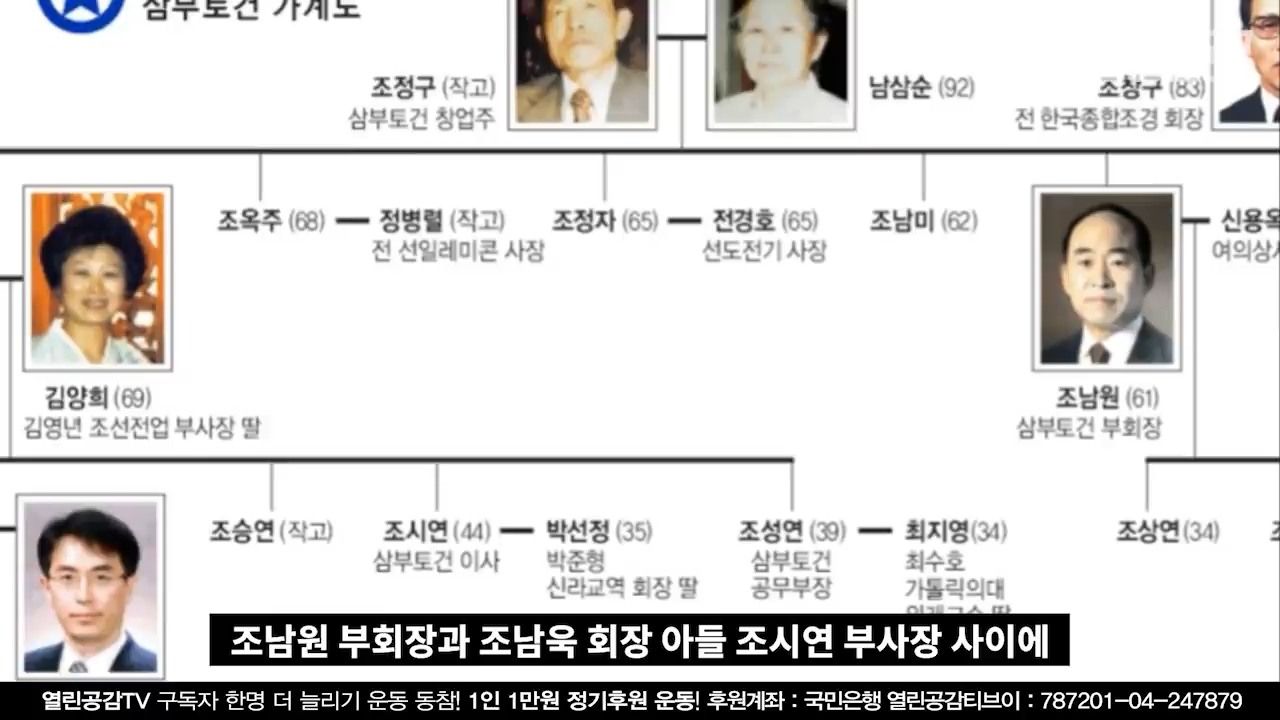 삼부토건 가계도
조정구 (작고)
삼부토건 창업주
남삼순 (92)
조창구 (83)
전 한국종합조경 회장
조옥주 (68)
정병렬 (작고)
전 선일레미콘 사장
조정자 (65)
전경호 (65)
선도전기 사장
조남미 (62)
신용옥
여의상사
김양희 (69)
김영년 조선전업 부사장 딸
조남원 (61)
삼부토건 부회장
조승연 (작고)
조시연 (44)
삼부토건 이사
박선정 (35)
박준형
신라교역 회장 딸
조성연 (39)
삼부토건
공무부장
최지영(34)
최수호
가톨릭의대
조상연(34)
조남원 부회장과 조남욱 회장 아들 조시연 부사장 사이에
열린공감TV 구독자 한명 더 늘리기 운동 동참! 1인 1만원 정기후원 운동! 후원계좌 : 국민은행 열린공감티브이 : 787201-04-247879